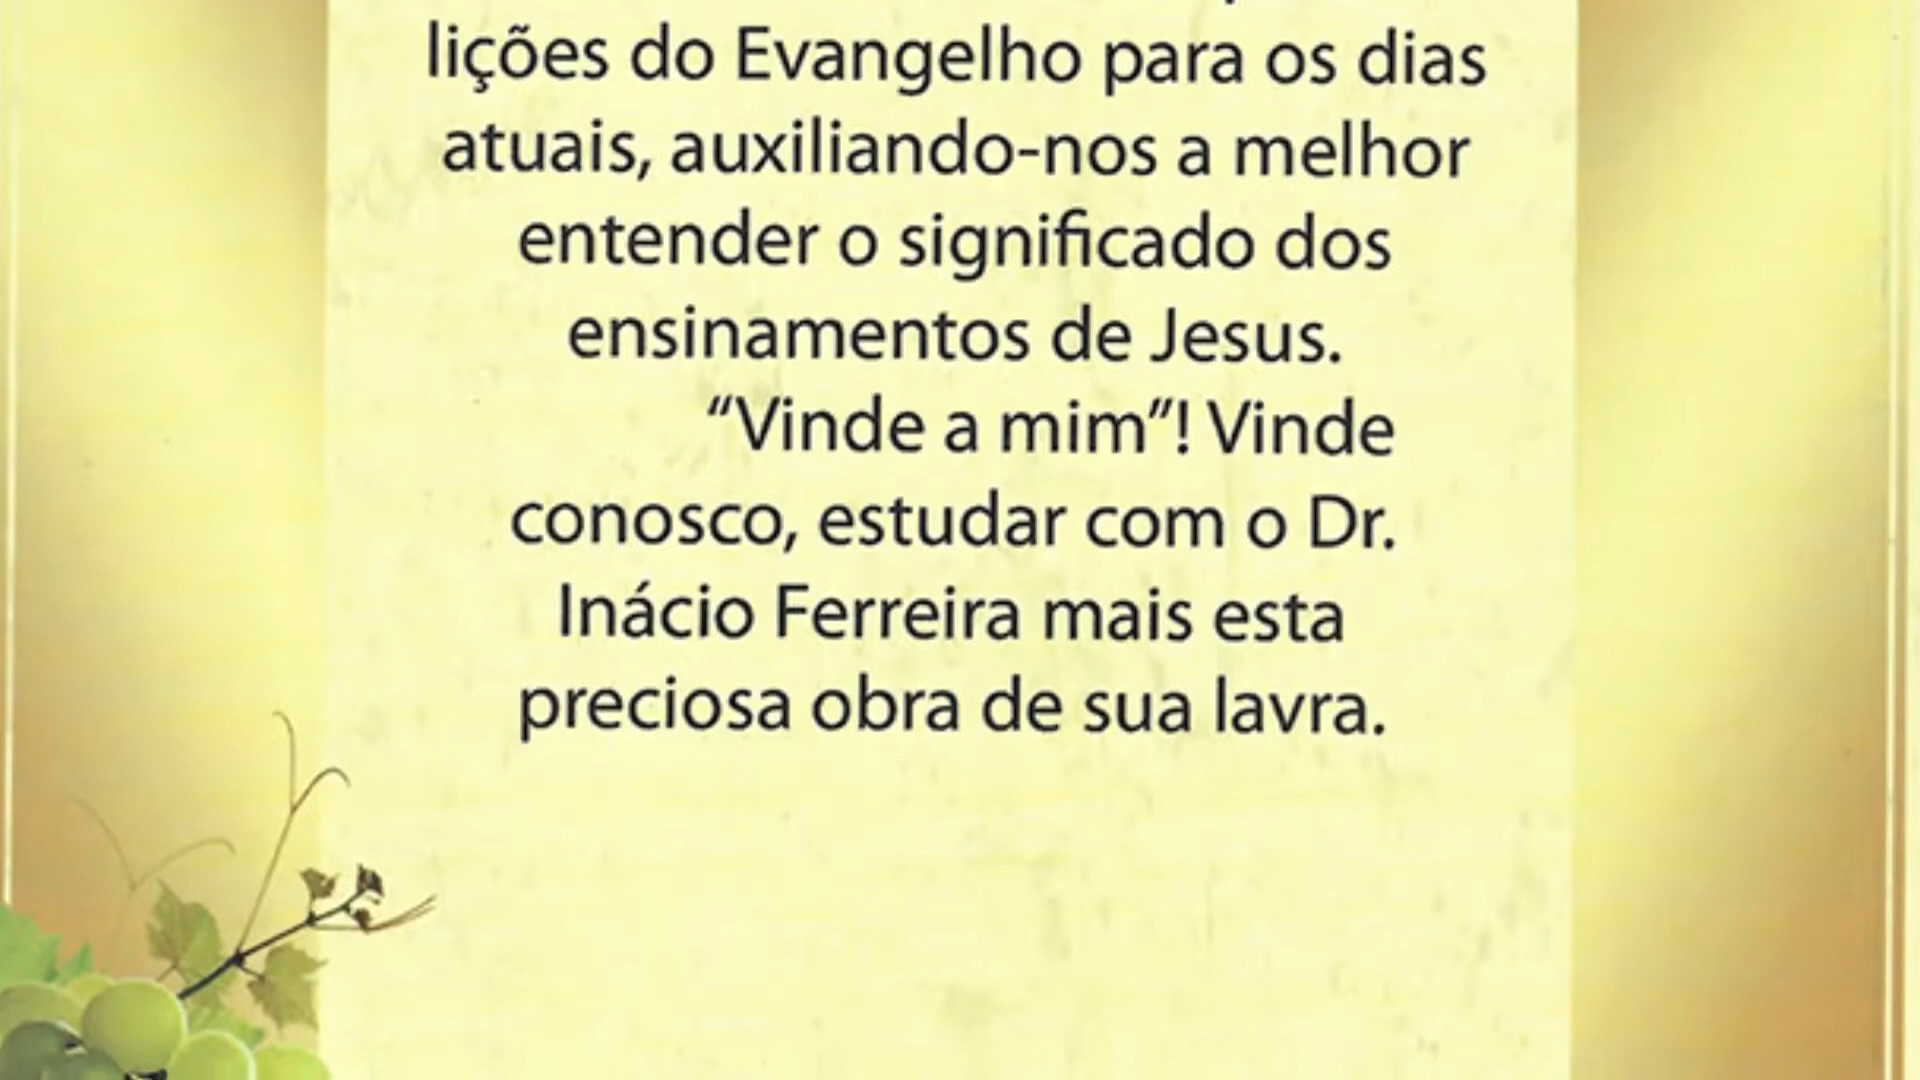 lições do Evangelho para os dias
atuais, auxiliando-nos a melhor
entender o significado dos
ensinamentos de Jesus.
“Vinde a mim”! Vinde
conosco, estudar com o Dr.
Inácio Ferreira mais esta
preciosa obra de sua lavra.